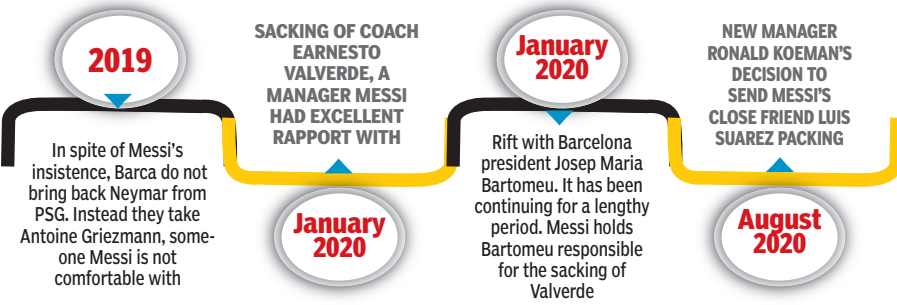 2019
In spite of Messi's
insistence, Barca do not
bring back Neymar from
PSG. Instead they take
Antoine Griezmann, some-
one Messi is not
comfortable with
SACKING OF COACH
EARNESTO
VALVERDE, A
MANAGER MESSI
HAD EXCELLENT
RAPPORT WITH
January
2020
January
2020
Rift with Barcelona
president Josep Maria
Bartomeu. It has been
continuing for a lengthy
period. Messi holds
Bartomeu responsible
for the sacking of
Valverde
NEW MANAGER
RONALD KOEMAN'S
DECISION TO
SEND MESSI'S
CLOSE FRIEND LUIS
SUAREZ PACKING
August
2020